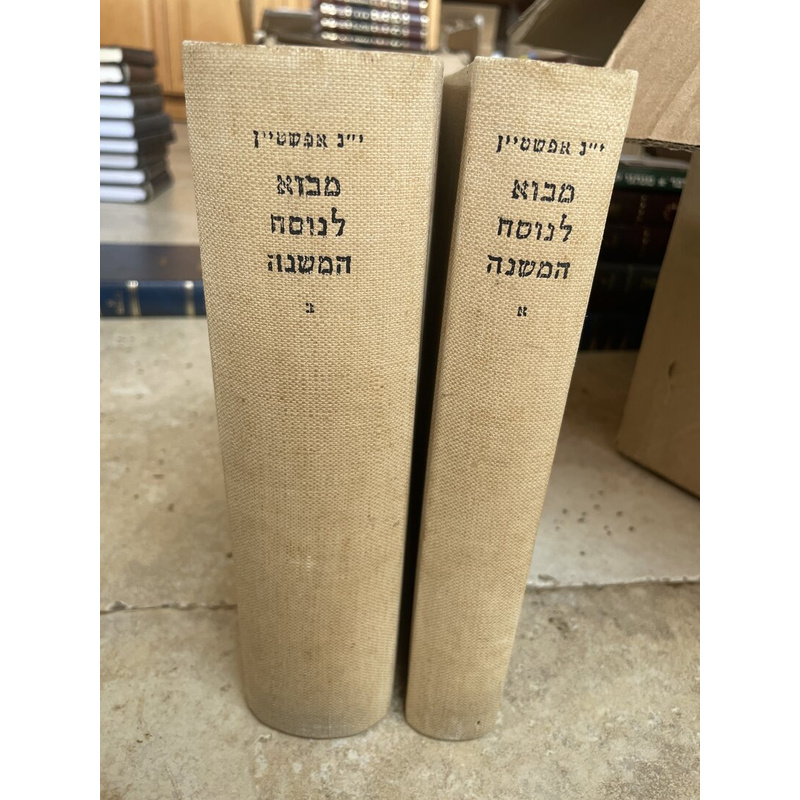 י״נ אפשטיין
מבוא
לנוסח
המשנה
א
י״נ אפשטיין
מבוא
לנוסח
המשנה
ב